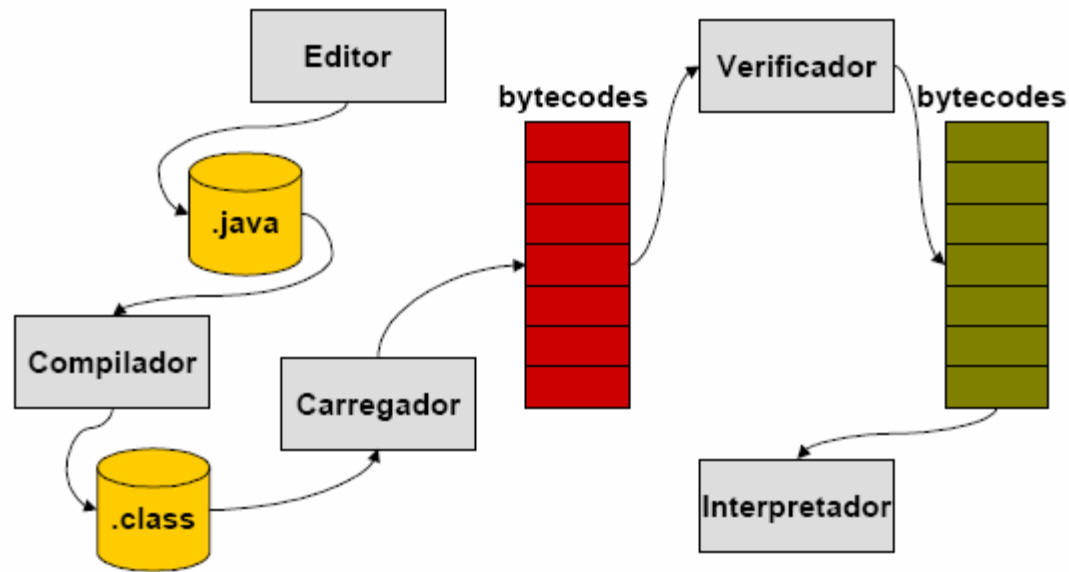 Editor
.java
Compilador
.class
Carregador
bytecodes
Verificador
bytecodes
Interpretador